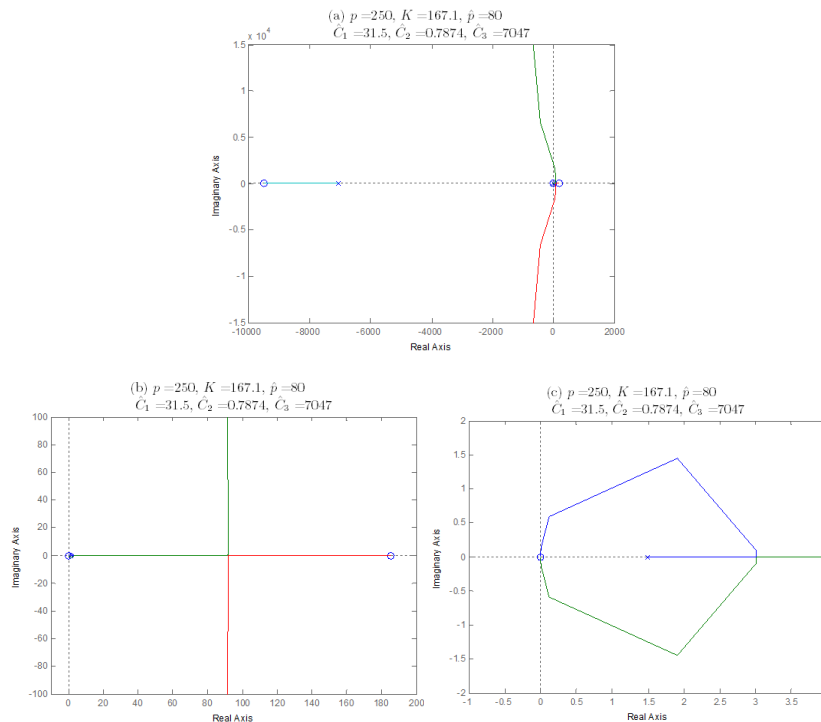 (a) p =250, K =167.1, p̂ =80
Ĉ₁ =31.5, Ĉ₂ =0.7874, Ĉ₃ =7047
x 10⁴
1.5
1
0.5
0
-0.5
-1
-1.5
Imaginary Axis
-10000 -8000 -6000 -4000 -2000 0 2000
Real Axis
(b) p =250, K =167.1, p̂ =80
Ĉ₁ =31.5, Ĉ₂ =0.7874, Ĉ₃ =7047
100
80
60
40
20
0
-20
-40
-60
-80
-100
Imaginary Axis
0 20 40 60 80 100 120 140 160 180 200
Real Axis
(c) p =250, K =167.1, p̂ =80
Ĉ₁ =31.5, Ĉ₂ =0.7874, Ĉ₃ =7047
2
1.5
1
0.5
0
-0.5
-1
-1.5
-2
Imaginary Axis
-1 -0.5 0 0.5 1 1.5 2 2.5 3 3.5 4
Real Axis